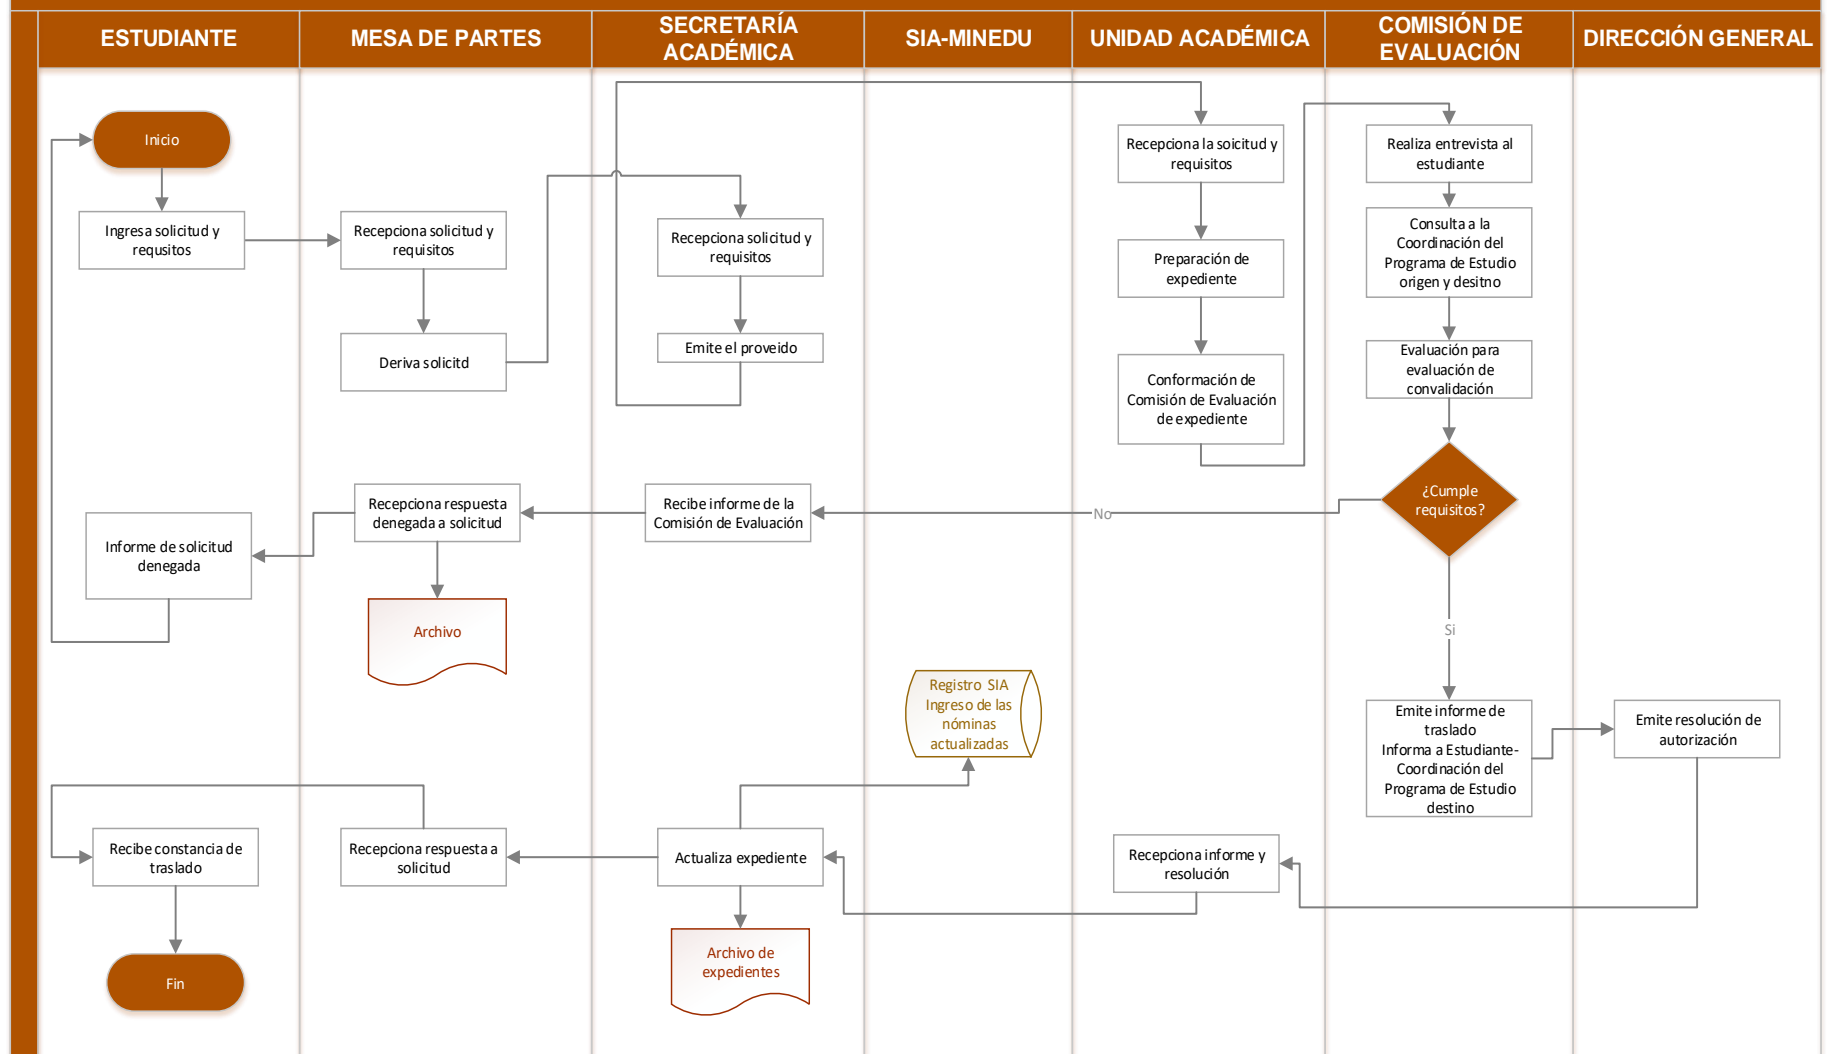 ESTUDIANTE
MESA DE PARTES
SECRETARÍA
ACADÉMICA
SIA-MINEDU
UNIDAD ACADÉMICA
COMISIÓN DE
EVALUACIÓN
DIRECCIÓN GENERAL
Inicio
Ingresa solicitud y
requsitos
Recepciona solicitud y
requisitos
Deriva solicitd
Recepciona solicitud y
requisitos
Emite el proveido
Recepciona la soicitud y
requisitos
Preparación de
expediente
Conformación de
Comisión de Evaluación
de expediente
Realiza entrevista al
estudiante
Consulta a la
Coordinación del
Programa de Estudio
origen y desitno
Evaluación para
evaluación de
convalidación
¿Cumple
requisitos?
No
Recibe informe de la
Comisión de Evaluación
Recepciona respuesta
denegada a solicitud
Informe de solicitud
denegada
Archivo
Si
Emite informe de
traslado
Informa a Estudiante-
Coordinación del
Programa de Estudio
destino
Emite resolución de
autorización
Registro SIA
Ingreso de las
nóminas
actualizadas
Recepciona informe y
resolución
Actualiza expediente
Recepciona respuesta a
solicitud
Recibe constancia de
traslado
Archivo de
expedientes
Fin